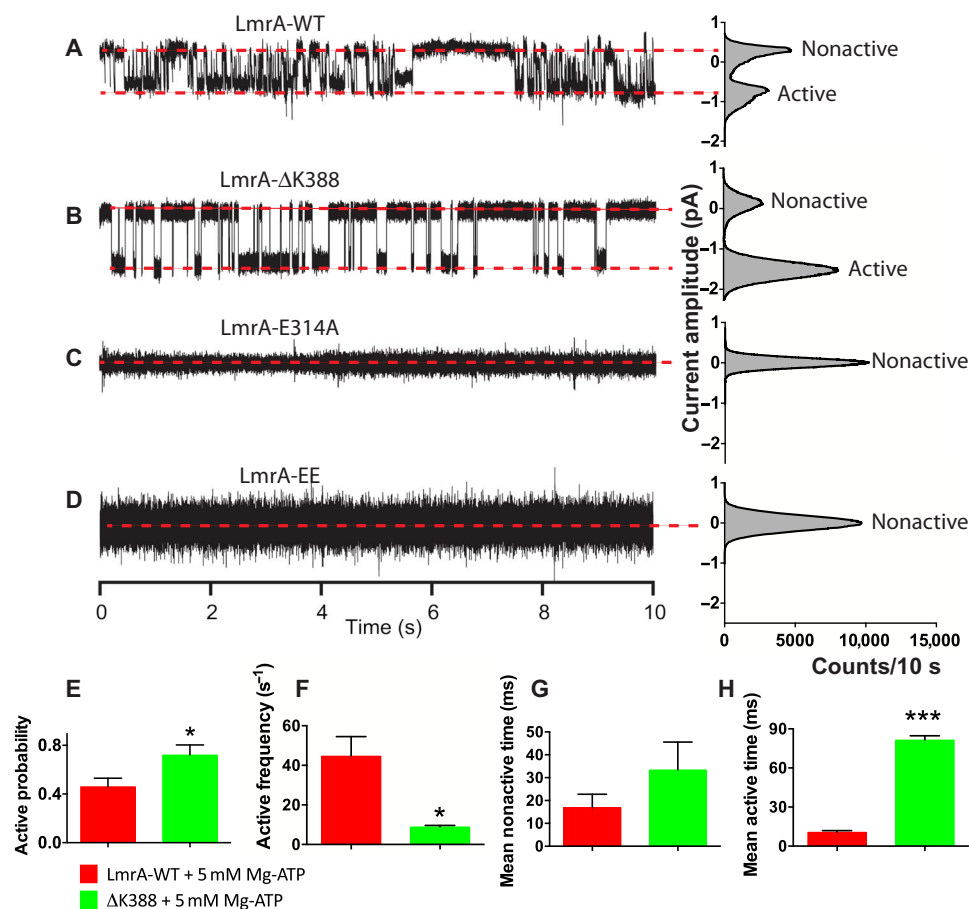 A
LmrA-WT
1
0
−1
−2
Nonactive
Active
B
LmrA-ΔK388
1
0
−1
−2
Nonactive
Active
Current amplitude (pA)
C
LmrA-E314A
1
0
−1
−2
Nonactive
D
LmrA-EE
1
0
−1
−2
Nonactive
0 2 4 6 8 10
Time (s)
0 5000 10,000 15,000
Counts/10 s
E
Active probability
0.8
0.4
0.0
*
F
Active frequency (s⁻¹)
60
40
20
0
*
G
Mean nonactive time (ms)
50
40
30
20
10
0
H
Mean active time (ms)
90
60
30
0
***
LmrA-WT + 5 mM Mg-ATP
ΔK388 + 5 mM Mg-ATP